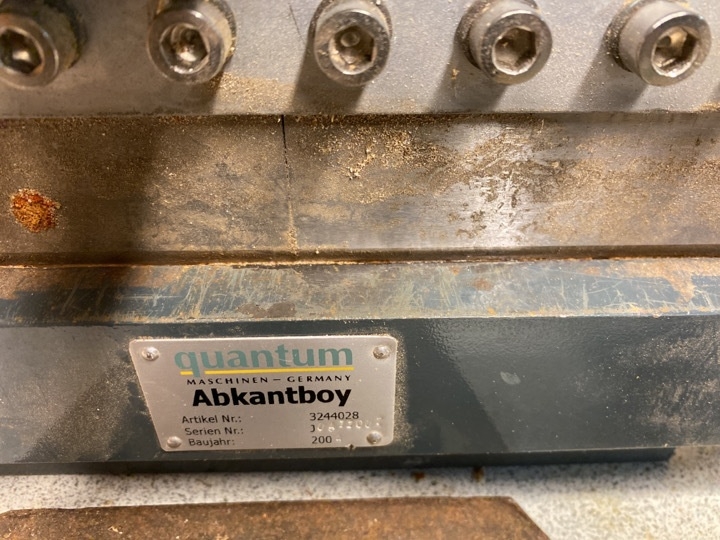 quantum
MASCHINEN – GERMANY
Abkantboy
Artikel Nr.: 3244028
Serien Nr.:
Baujahr: